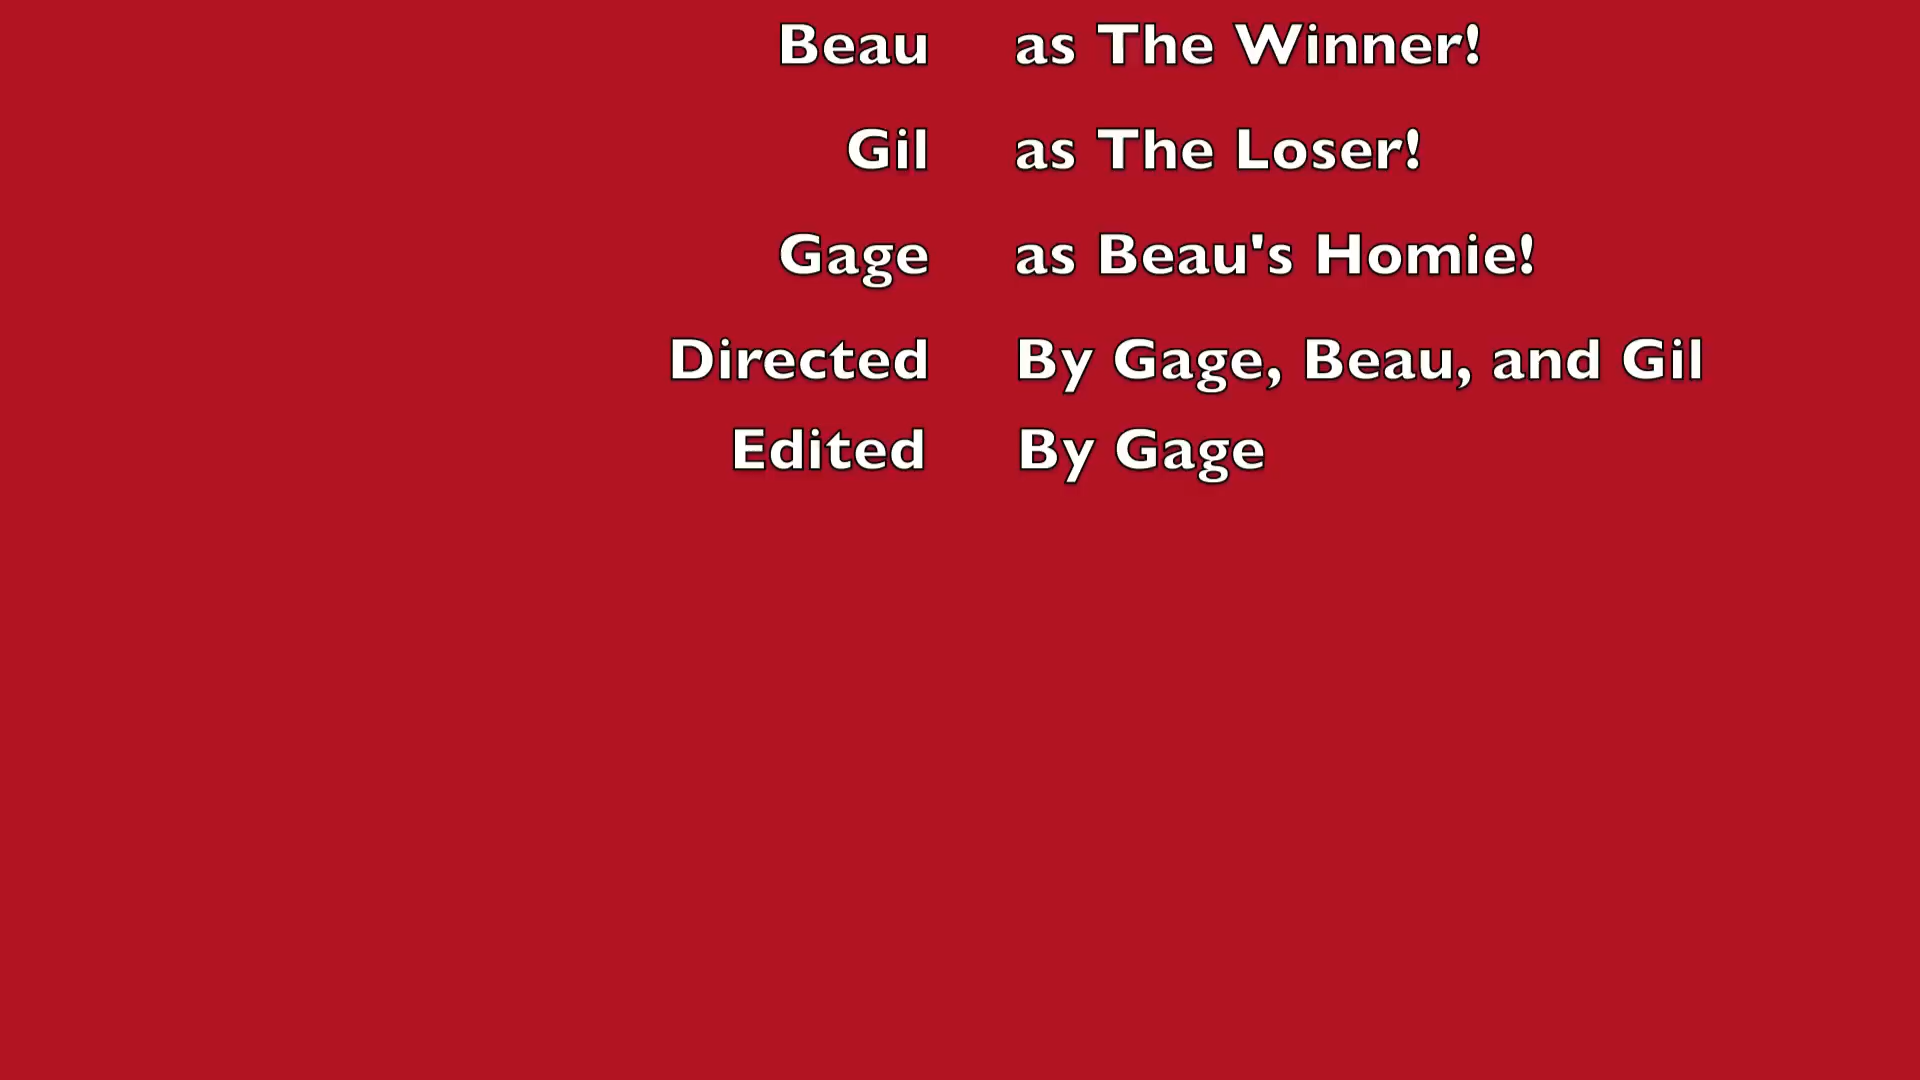 Beau as The Winner!
Gil as The Loser!
Gage as Beau's Homie!
Directed By Gage, Beau, and Gil
Edited By Gage